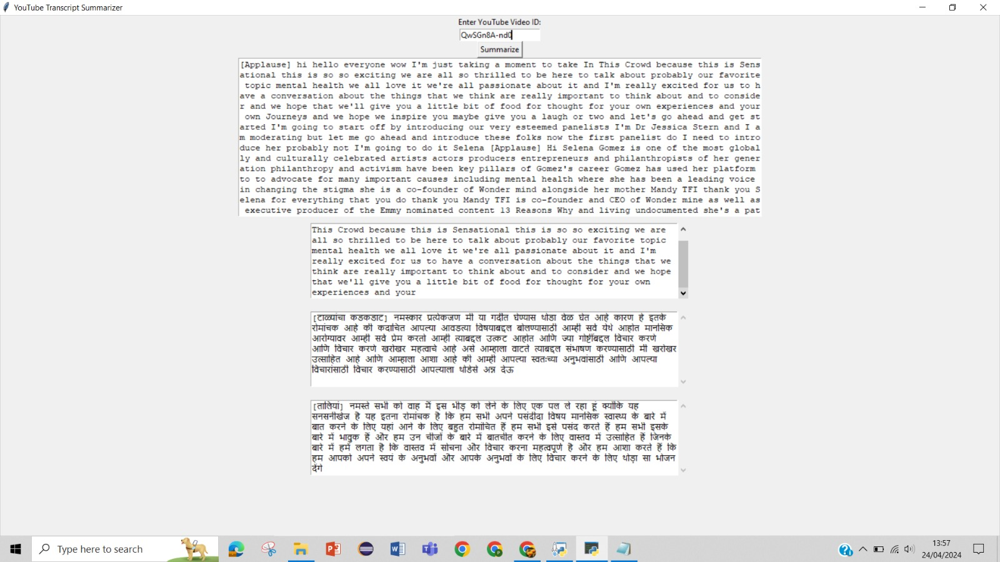 YouTube Transcript Summarizer
Enter YouTube Video ID:
QwSGn8A-nd0
Summarize
[Applause] hi hello everyone wow I'm just taking a moment to take In This Crowd because this is Sens
ational this is so so exciting we are all so thrilled to be here to talk about probably our favorite
topic mental health we all love it we're all passionate about it and I'm really excited for us to h
ave a conversation about the things that we think are really important to think about and to conside
r and we hope that we'll give you a little bit of food for thought for your own experiences and your
own Journeys and we hope we inspire you maybe give you a laugh or two and let's go ahead and get st
arted I'm going to start off by introducing our very esteemed panelists I'm Dr Jessica Stern and I a
m moderating but let me go ahead and introduce these folks now the first panelist do I need to intro
duce her probably not I'm going to do it Selena [Applause] Hi Selena Gomez is one of the most global
ly and culturally celebrated artists actors producers entrepreneurs and philanthropists of her gener
ation philanthropy and activism have been key pillars of Gomez's career Gomez has used her platform
to to advocate for many important causes including mental health where she has been a leading voice
in changing the stigma she is a co-founder of Wonder mind alongside her mother Mandy TFI thank you S
elena for everything that you do thank you Mandy TFI is co-founder and CEO of Wonder mine as well as
executive producer of the Emmy nominated content 13 Reasons Why and living undocumented she's a pat
This Crowd because this is Sensational this is so so exciting we are
all so thrilled to be here to talk about probably our favorite topic
mental health we all love it we're all passionate about it and I'm
really excited for us to have a conversation about the things that we
think are really important to think about and to consider and we hope
that we'll give you a little bit of food for thought for your own
experiences and your
[टाळ्यांचा कडकडाट] नमस्कार प्रत्येकजण मी या गर्दीत घेण्यास थोडा वेळ घेत आहे कारण हे इतके
रोमांचक आहे की कदाचित आपल्या आवडत्या विषयाबद्दल बोलण्यासाठी आम्ही सर्व येथे आहोत मानसिक
आरोग्यावर आम्ही सर्व प्रेम करतो आम्ही त्याबद्दल उत्कट आहोत आणि ज्या गोष्टींबद्दल विचार करणे
आणि विचार करणे खरोखर महत्वाचे आहे असे आम्हाला वाटते त्याबद्दल संभाषण करण्यासाठी मी खरोखर
उत्साहित आहे आणि आम्हाला आशा आहे की आम्ही आपल्या स्वतःच्या अनुभवांसाठी आणि आपल्या
विचारांसाठी विचार करण्यासाठी आपल्याला थोडेसे अन्न देऊ
[तालियां] नमस्ते सभी को वाह में इस भीड़ को लेने के लिए एक पल ले रहा हूं क्योंकि यह
सनसनीखेज है यह इतना रोमांचक है कि हम सभी अपने पसंदीदा विषय मानसिक स्वास्थ्य के बारे में
बात करने के लिए यहां आने के लिए बहुत रोमांचित हैं हम सभी इसे पसंद करते हैं हम सभी इसके
बारे में भावुक हैं और हम उन चीजों के बारे में बातचीत करने के लिए वास्तव में उत्साहित हैं जिनके
बारे में हमें लगता है कि वास्तव में सोचना और विचार करना महत्वपूर्ण है और हम आशा करते हैं कि
हम आपको अपने स्वयं के अनुभवों और आपके अनुभवों के लिए विचार करने के लिए थोड़ा सा भोजन
देंगे
Type here to search
13:57
24/04/2024